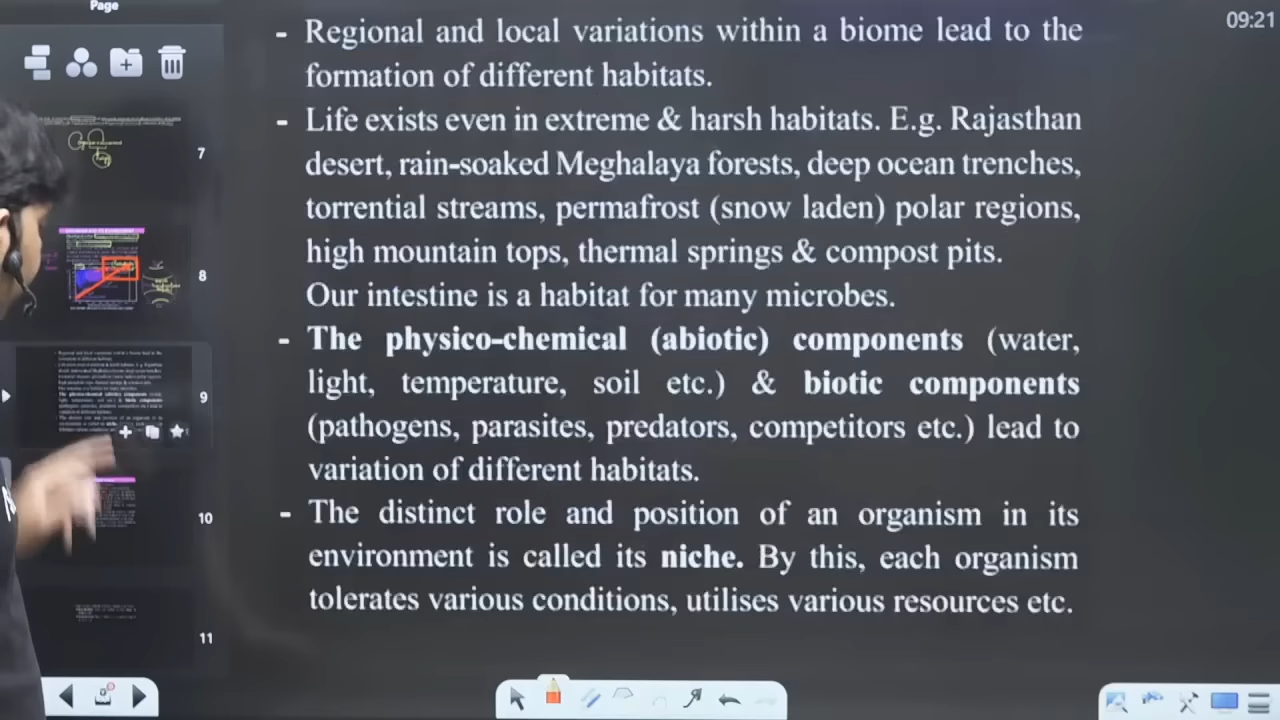 Page
09:21
- Regional and local variations within a biome lead to the
formation of different habitats.
- Life exists even in extreme & harsh habitats. E.g. Rajasthan
desert, rain-soaked Meghalaya forests, deep ocean trenches,
torrential streams, permafrost (snow laden) polar regions,
high mountain tops, thermal springs & compost pits.
Our intestine is a habitat for many microbes.
- The physico-chemical (abiotic) components (water,
light, temperature, soil etc.) & biotic components
(pathogens, parasites, predators, competitors etc.) lead to
variation of different habitats.
- The distinct role and position of an organism in its
environment is called its niche. By this, each organism
tolerates various conditions, utilises various resources etc.
7
8
9
10
11